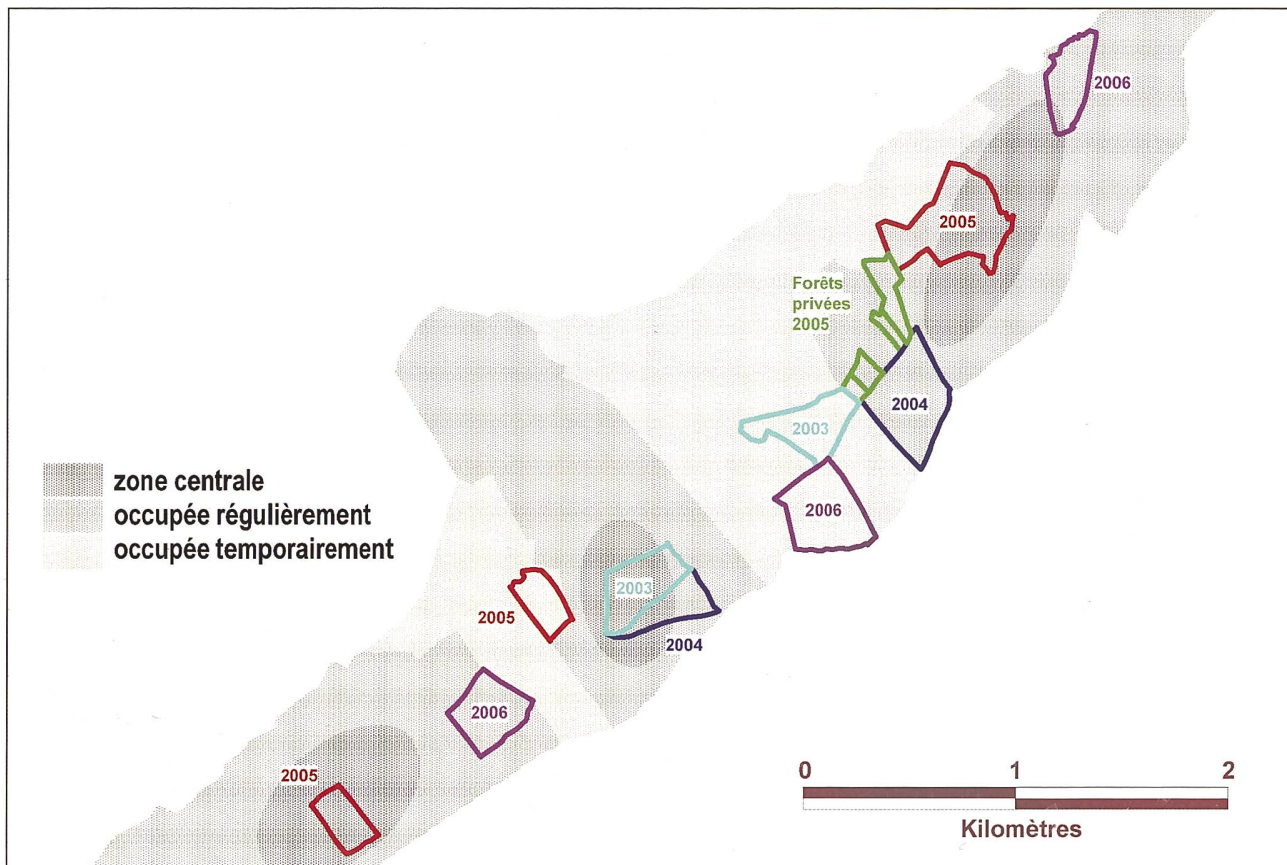 2006
2005
Forêts
privées
2005
2004
2003
2006
zone centrale
occupée régulièrement
occupée temporairement
2003
2005
2004
2006
2005
0 1 2
Kilomètres